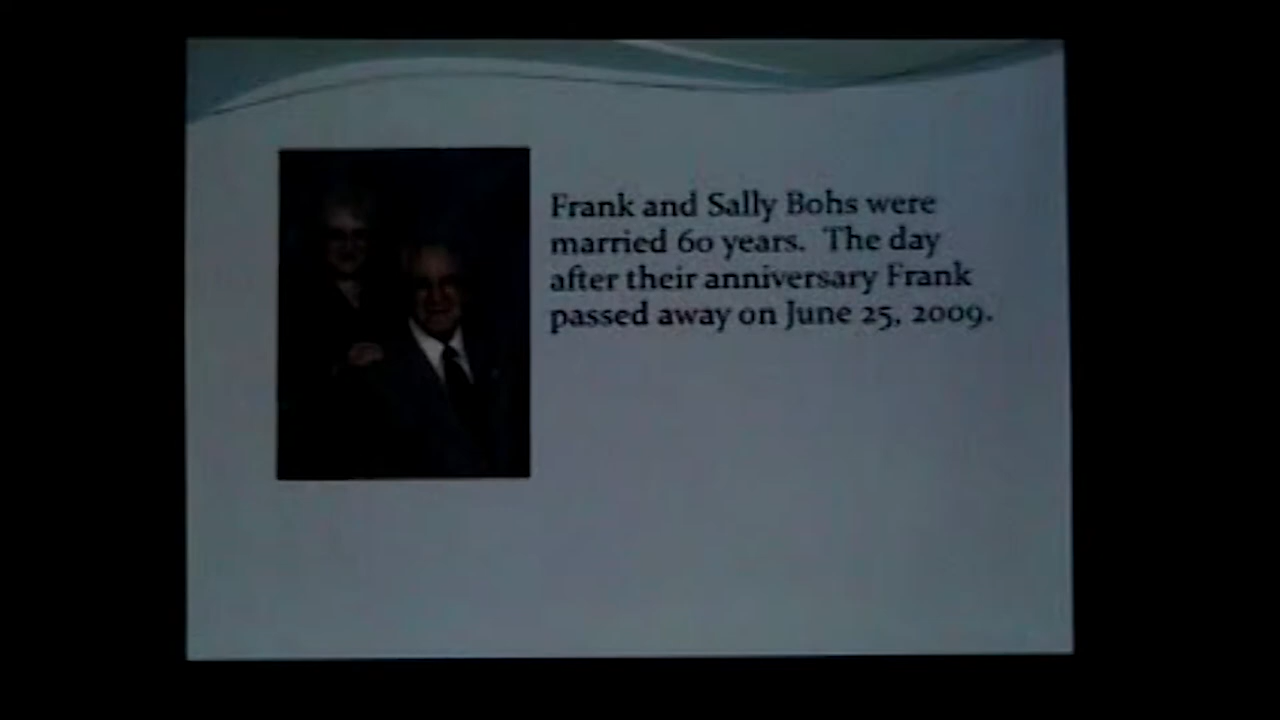 Frank and Sally Bohs were
married 60 years. The day
after their anniversary Frank
passed away on June 25, 2009.